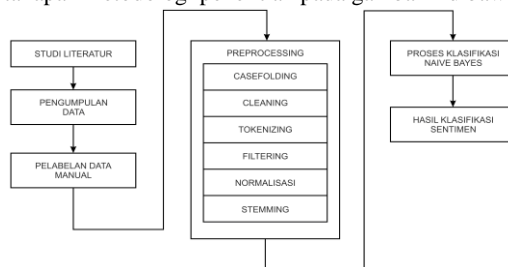 STUDI LITERATUR
PENGUMPULAN
DATA
PELABELAN DATA
MANUAL
PREPROCESSING
CASEFOLDING
CLEANING
TOKENIZING
FILTERING
NORMALISASI
STEMMING
PROSES KLASIFIKASI
NAIVE BAYES
HASIL KLASIFIKASI
SENTIMEN